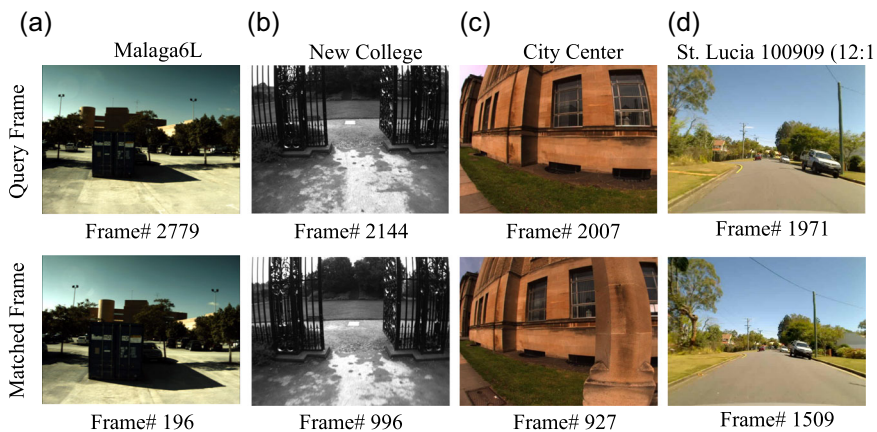 (a) (b) (c) (d)
Malaga6L New College City Center St. Lucia 100909 (12:1
Query Frame
Frame# 2779 Frame# 2144 Frame# 2007 Frame# 1971
Matched Frame
Frame# 196 Frame# 996 Frame# 927 Frame# 1509